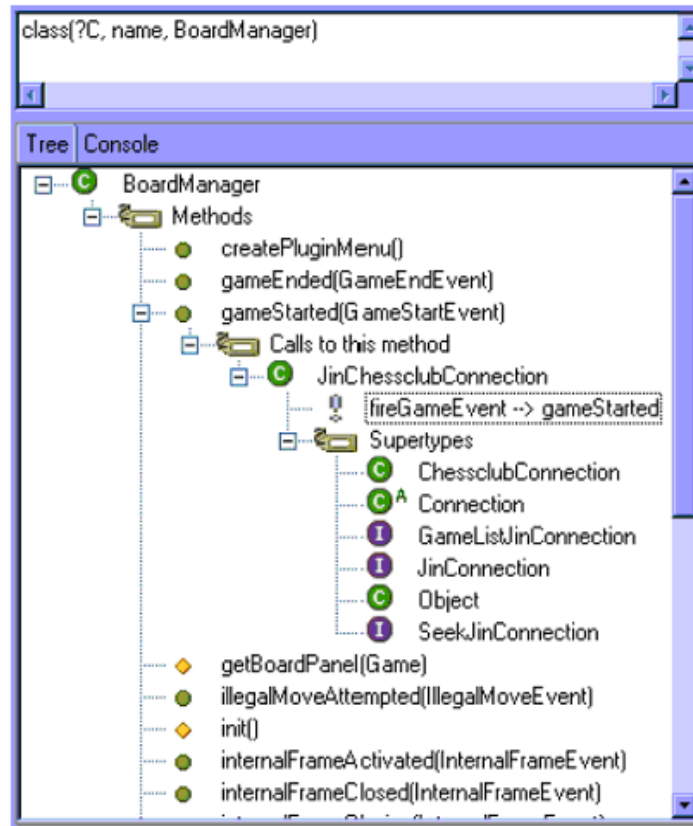 class(?C, name, BoardManager)
Tree Console
C BoardManager
Methods
createPluginMenu()
gameEnded(GameEndEvent)
gameStarted(GameStartEvent)
Calls to this method
C JinChessclubConnection
fireGameEvent --> gameStarted
Supertypes
C ChessclubConnection
C A Connection
I GameListJinConnection
I JinConnection
C Object
I SeekJinConnection
getBoardPanel(Game)
illegalMoveAttempted(IllegalMoveEvent)
init()
internalFrameActivated(InternalFrameEvent)
internalFrameClosed(InternalFrameEvent)